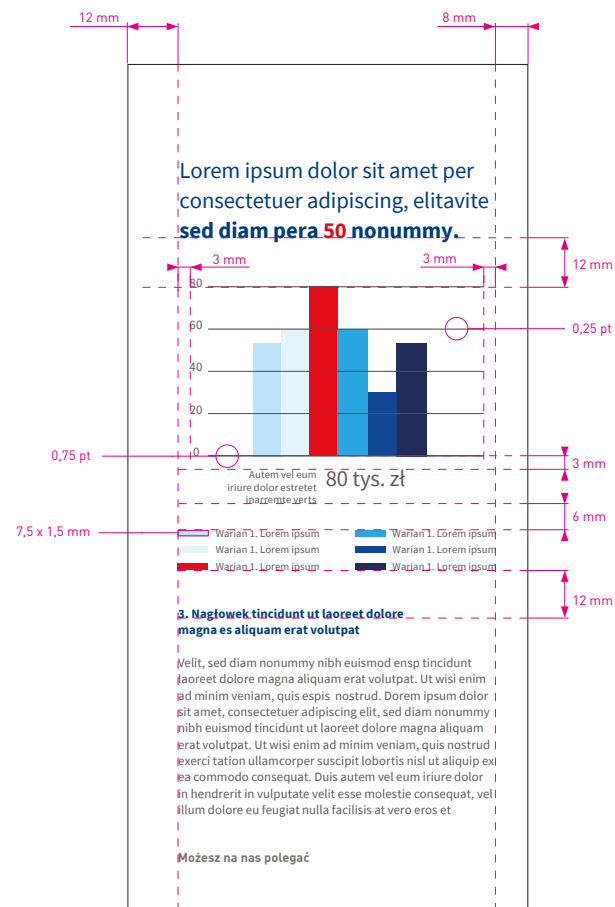 12 mm
8 mm
Lorem ipsum dolor sit amet per
consectetuer adipiscing, elitavite
sed diam pera 50 nonummy.
3 mm
3 mm
12 mm
80
60
0,25 pt
40
20
0
0,75 pt
3 mm
Autem vel eum
iriure dolor estretet
inarremte verts
80 tys. zł
6 mm
7,5 x 1,5 mm
Warian 1. Lorem ipsum
Warian 1. Lorem ipsum
Warian 1. Lorem ipsum
Warian 1. Lorem ipsum
Warian 1. Lorem ipsum
Warian 1. Lorem ipsum
12 mm
3. Nagłowek tincidunt ut laoreet dolore
magna es aliquam erat volutpat
Velit, sed diam nonummy nibh euismod ensp tincidunt
laoreet dolore magna aliquam erat volutpat. Ut wisi enim
ad minim veniam, quis espis nostrud. Dorem ipsum dolor
sit amet, consectetuer adipiscing elit, sed diam nonummy
nibh euismod tincidunt ut laoreet dolore magna aliquam
erat volutpat. Ut wisi enim ad minim veniam, quis nostrud
exerci tation ullamcorper suscipit lobortis nisl ut aliquip ex
ea commodo consequat. Duis autem vel eum iriure dolor
in hendrerit in vulputate velit esse molestie consequat, vel
illum dolore eu feugiat nulla facilisis at vero eros et
Możesz na nas polegać